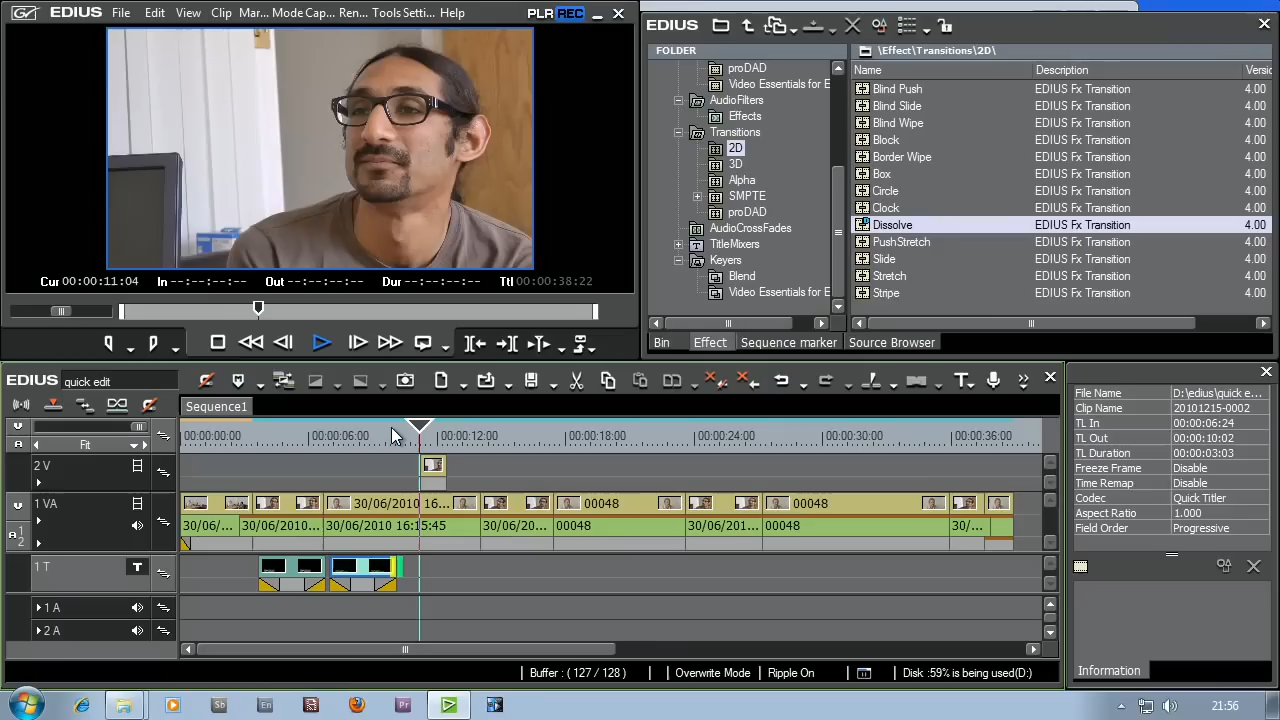 EDIUS File Edit View Clip Mar... Mode Cap... Ren... Tools Setti... Help PLR REC
Cur 00:00:11:04 In --:--:--:-- Out --:--:--:-- Dur --:--:--:-- Ttl 00:00:38:22
EDIUS
FOLDER
proDAD
Video Essentials for E
AudioFilters
Effects
Transitions
2D
3D
Alpha
SMPTE
proDAD
AudioCrossFades
TitleMixers
Keyers
Blend
Video Essentials for E
\Effect\Transitions\2D\
Name Description Versic
Blind Push EDIUS Fx Transition 4.00
Blind Slide EDIUS Fx Transition 4.00
Blind Wipe EDIUS Fx Transition 4.00
Block EDIUS Fx Transition 4.00
Border Wipe EDIUS Fx Transition 4.00
Box EDIUS Fx Transition 4.00
Circle EDIUS Fx Transition 4.00
Clock EDIUS Fx Transition 4.00
Dissolve EDIUS Fx Transition 4.00
PushStretch EDIUS Fx Transition 4.00
Slide EDIUS Fx Transition 4.00
Stretch EDIUS Fx Transition 4.00
Stripe EDIUS Fx Transition 4.00
Bin Effect Sequence marker Source Browser
EDIUS quick edit
Sequence1
Fit
00:00:00:00 00:00:06:00 00:00:12:00 00:00:18:00 00:00:24:00 00:00:30:00 00:00:36:00
2 V
1 VA
30/06/2010 16... 00048 00048
30/06/... 30/06/2010... 30/06/2010 16:15:45 30/06/20... 00048 30/06/201... 00048 30/...
1 T T
1 A
2 A
Buffer : ( 127 / 128 ) Overwrite Mode Ripple On Disk :59% is being used(D:)
File Name D:\edius\quick e...
Clip Name 20101215-0002
TL In 00:00:06:24
TL Out 00:00:10:02
TL Duration 00:00:03:03
Freeze Frame Disable
Time Remap Disable
Codec Quick Titler
Aspect Ratio 1.000
Field Order Progressive
Information
Sb En Pr 21:56